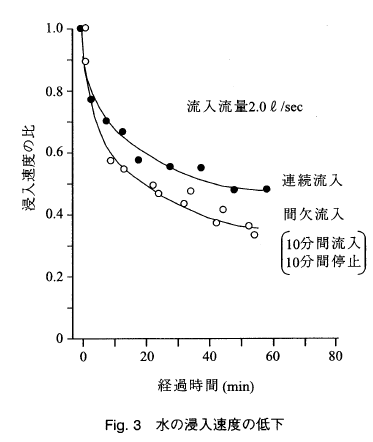 1.0
0.8
0.6
0.4
0.2
0
浸入速度の比
流入流量2.0ℓ/sec
連続流入
間欠流入
10分間流入
10分間停止
0 20 40 60 80
経過時間 (min)
Fig. 3 水の浸入速度の低下